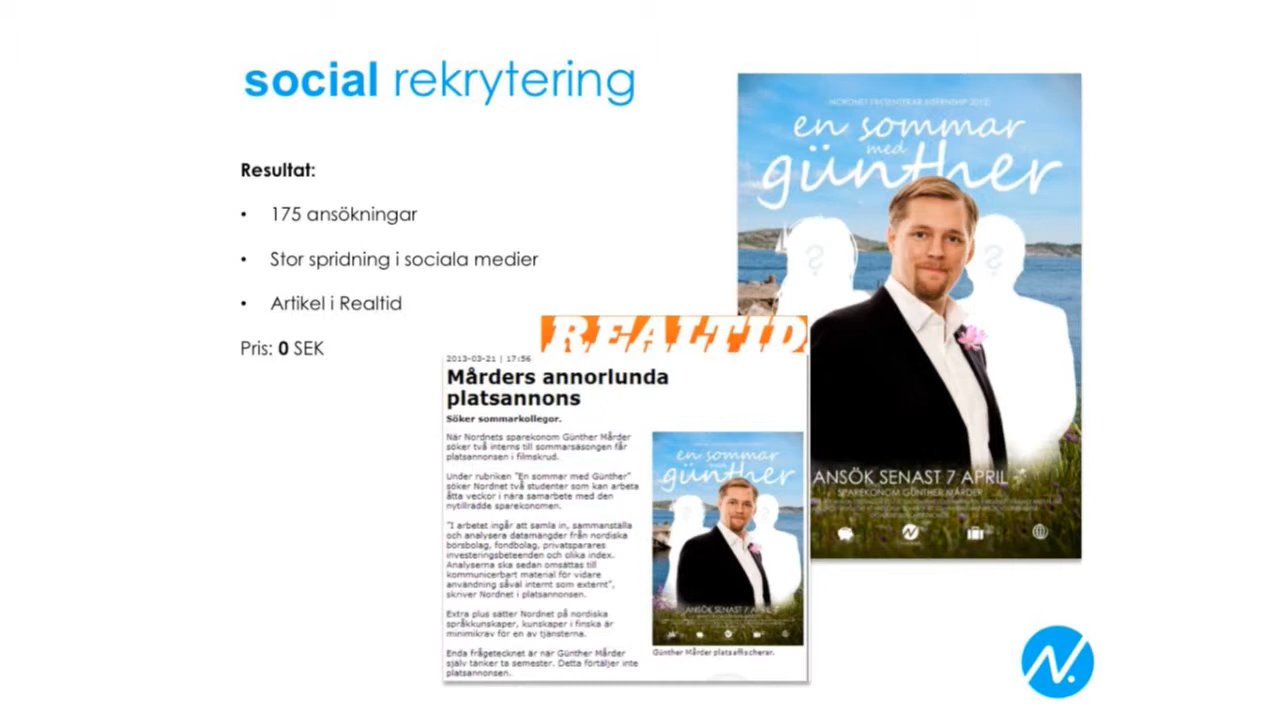 social rekrytering
Resultat:
• 175 ansökningar
• Stor spridning i sociala medier
• Artikel i Realtid
Pris: 0 SEK
NORDNET PRESENTERAR INTERNSHIP 2013
en sommar
med
günther
?
?
ANSÖK SENAST 7 APRIL
SPAREKONOM GÜNTHER MÅRDER
REALTID
2013-03-21 | 17:56
Mårders annorlunda
platsannons
Söker sommarkollegor.
När Nordnets sparekonom Günther Mårder
söker två interns till sommarsäsongen får
platsannonsen i filmskrud.
Under rubriken "En sommar med Günther"
söker Nordnet två studenter som kan arbeta
åtta veckor i nära samarbete med den
nytillrädde sparekonomen.
"I arbetet ingår att samla in, sammanställa
och analysera datamängder från nordiska
börsbolag, fondbolag, privatsparares
investeringsbeteenden och olika index.
Analyserna ska sedan omsättas till
kommunicerbart material för vidare
användning såväl internt som externt",
skriver Nordnet i platsannonsen.
Extra plus sätter Nordnet på nordiska
språkkunskaper, kunskaper i finska är
minimikrav för en av tjänsterna.
Enda frågetecknet är när Günther Mårder
själv tänker ta semester. Detta förtäljer inte
platsannonsen.
en sommar
günther
ANSÖK SENAST 7 APRIL
Günther Mårder platsaffischerar.
N.